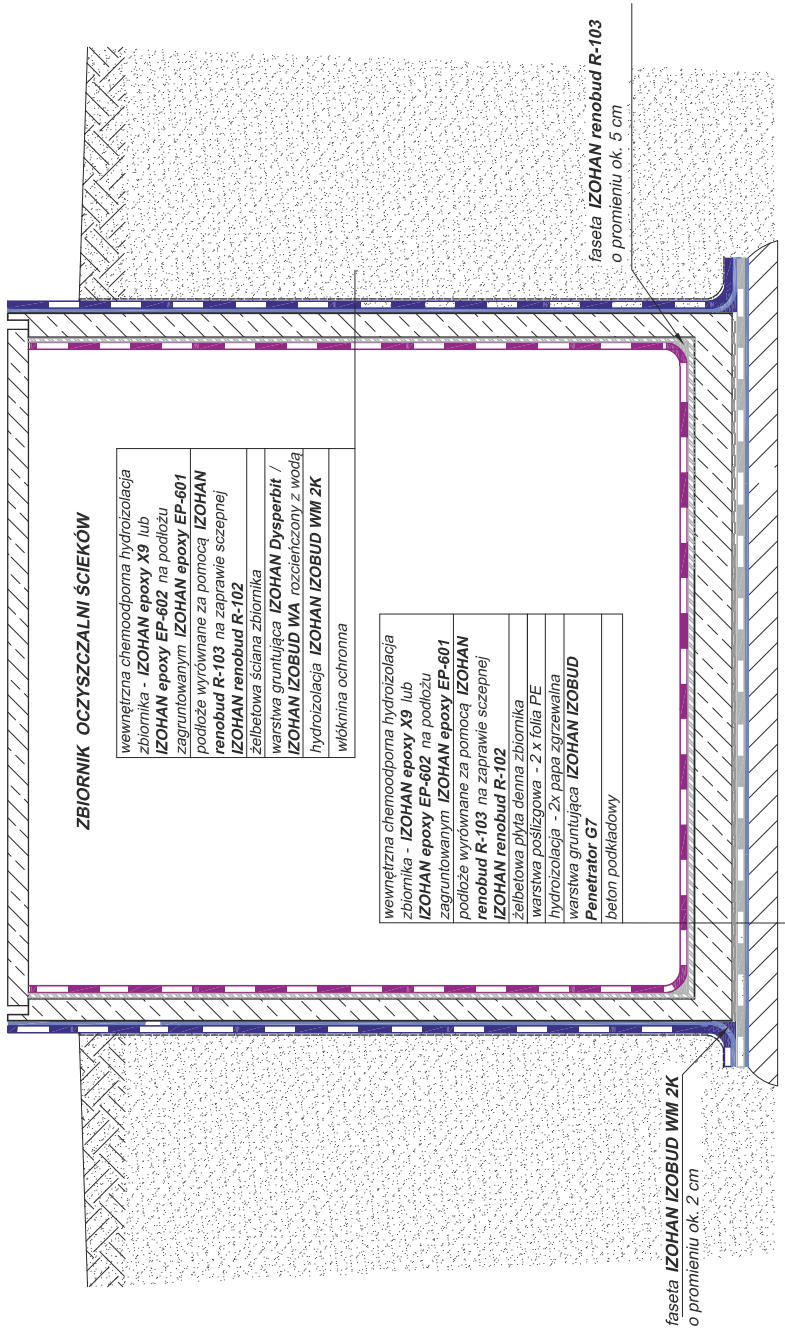 ZBIORNIK OCZYSZCZALNI ŚCIEKÓW
wewnętrzna chemoodporna hydroizolacja
zbiornika - IZOHAN epoxy X9 lub
IZOHAN epoxy EP-602 na podłożu
zagruntowanym IZOHAN epoxy EP-601
podłoże wyrównane za pomocą IZOHAN
renobud R-103 na zaprawie sczepnej
IZOHAN renobud R-102
żelbetowa ściana zbiornika
warstwa gruntująca IZOHAN Dysperbit /
IZOHAN IZOBUD WA rozcieńczony z wodą
hydroizolacja IZOHAN IZOBUD WM 2K
włóknina ochronna
wewnętrzna chemoodporna hydroizolacja
zbiornika - IZOHAN epoxy X9 lub
IZOHAN epoxy EP-602 na podłożu
zagruntowanym IZOHAN epoxy EP-601
podłoże wyrównane za pomocą IZOHAN
renobud R-103 na zaprawie sczepnej
IZOHAN renobud R-102
żelbetowa płyta denna zbiornika
warstwa poślizgowa - 2 x folia PE
hydroizolacja - 2x papa zgrzewalna
warstwa gruntująca IZOHAN IZOBUD
Penetrator G7
beton podkładowy
faseta IZOHAN renobud R-103
o promieniu ok. 5 cm
faseta IZOHAN IZOBUD WM 2K
o promieniu ok. 2 cm